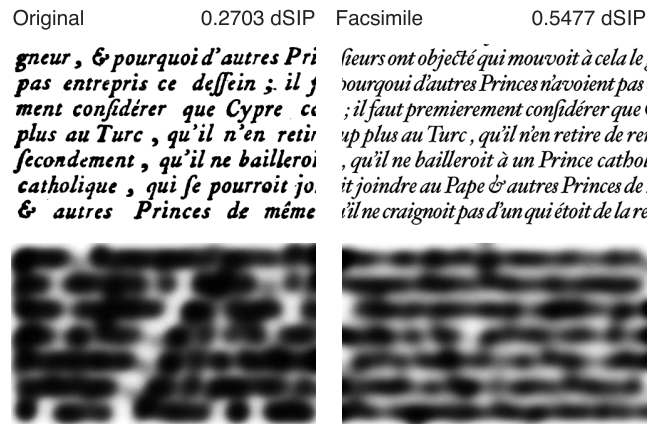 Original 0.2703 dSIP Facsimile 0.5477 dSIP
gneur, & pourquoi d'autres Pri
pas entrepris ce deſſein ; il
ment conſidérer que Cypre
plus au Turc, qu'il n'en retir
ſecondement, qu'il ne bailleroi
catholique, qui ſe pourroit jo
& autres Princes de même
ſieurs ont objecté qui mouvoit à cela le
pourqoui d'autres Princes n'avoient pas
; il faut premierement conſidérer que
up plus au Turc, qu'il n'en retire de re
, qu'il ne bailleroit à un Prince cathol
it joindre au Pape & autres Princes de
'il ne craignoit pas d'un qui étoit de la re